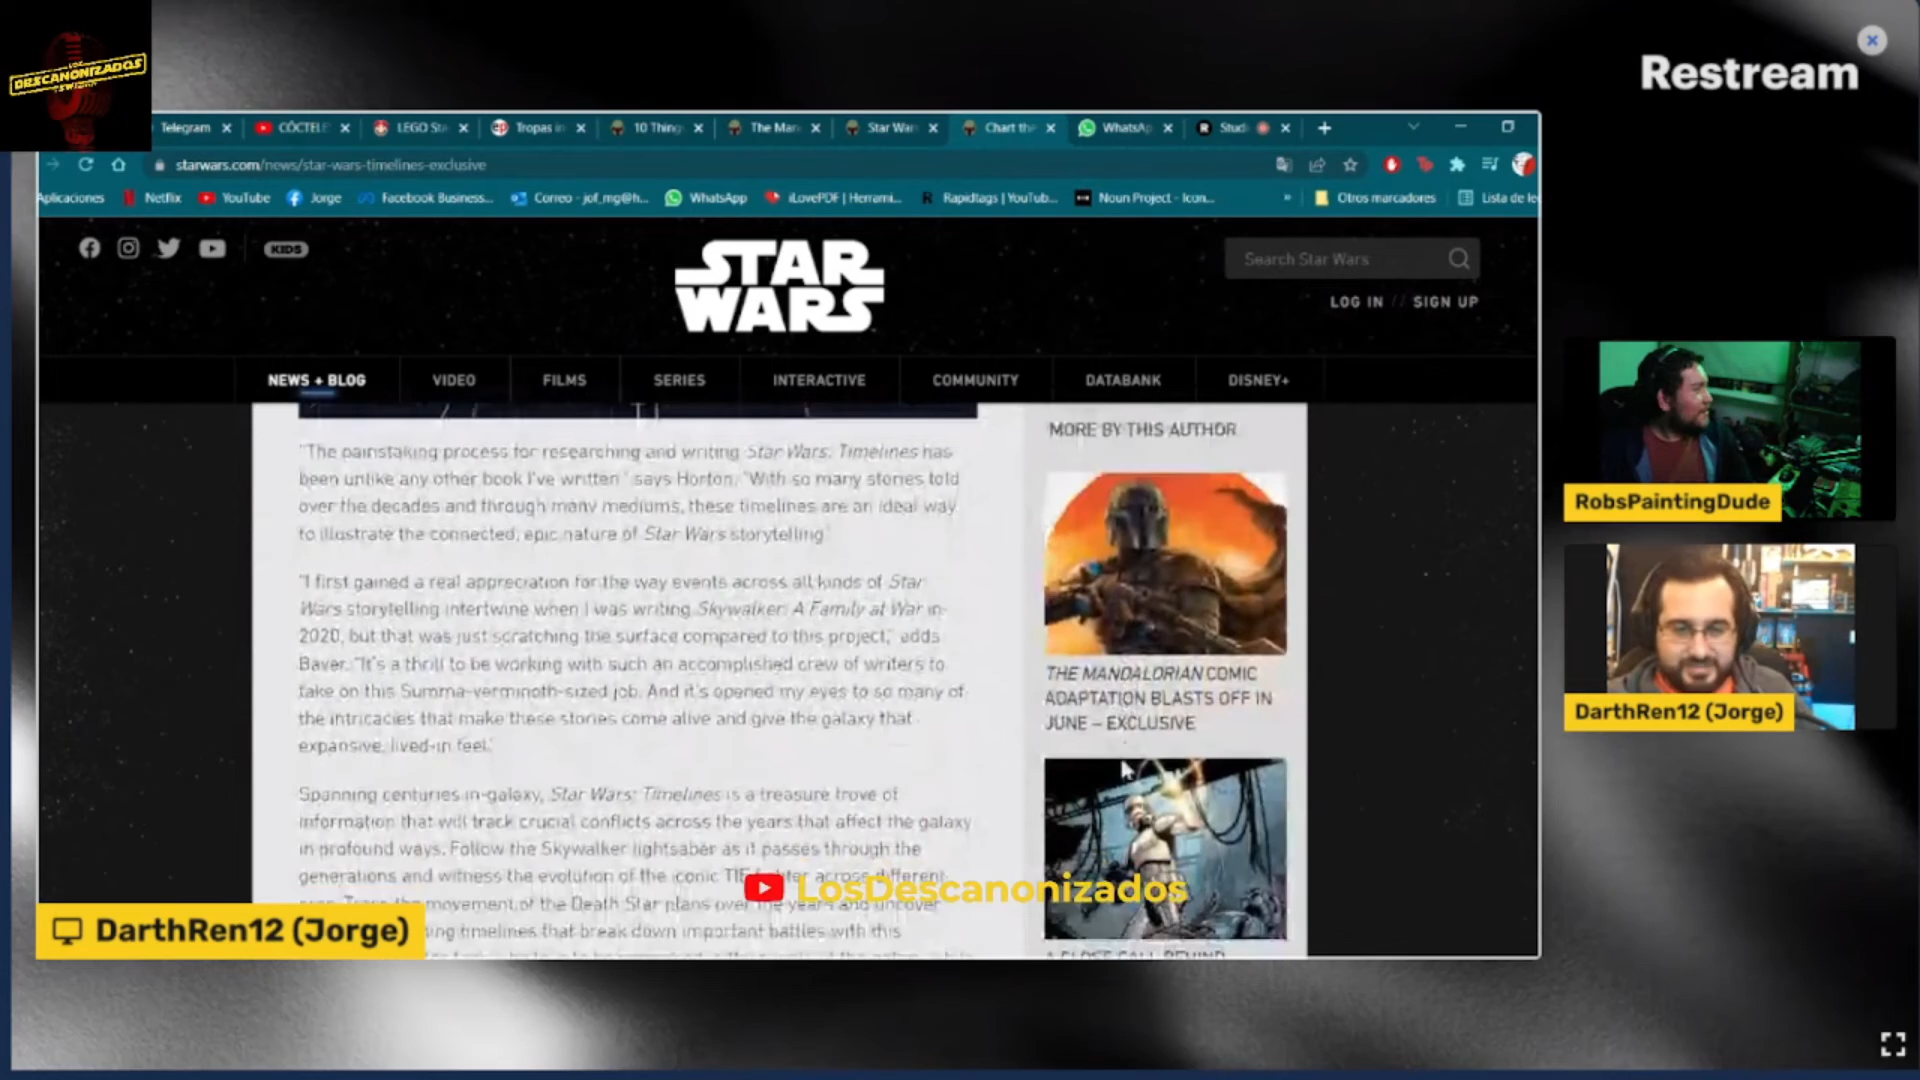 LOS
DESCANONIZADOS
Restream
Telegram
CÓCTELE
LEGO Sta
Tropas in
10 Thing
The Man
Star War
Chart the
WhatsAp
Studi
starwars.com/news/star-wars-timelines-exclusive
Aplicaciones
Netflix
YouTube
Jorge
Facebook Business...
Correo - jof_mg@h...
WhatsApp
iLovePDF | Herrami...
Rapidtags | YouTub...
Noun Project - Icon...
»
Otros marcadores
Lista de le
KIDS
STAR
WARS
Search Star Wars
LOG IN // SIGN UP
NEWS + BLOG
VIDEO
FILMS
SERIES
INTERACTIVE
COMMUNITY
DATABANK
DISNEY+
"The painstaking process for researching and writing Star Wars: Timelines has
been unlike any other book I've written," says Horton. "With so many stories told
over the decades and through many mediums, these timelines are an ideal way
to illustrate the connected, epic nature of Star Wars storytelling."
"I first gained a real appreciation for the way events across all kinds of Star
Wars storytelling intertwine when I was writing Skywalker: A Family at War in
2020, but that was just scratching the surface compared to this project," adds
Baver. "It's a thrill to be working with such an accomplished crew of writers to
take on this Summa-verminoth-sized job. And it's opened my eyes to so many of
the intricacies that make these stories come alive and give the galaxy that
expansive, lived-in feel."
Spanning centuries in-galaxy, Star Wars: Timelines is a treasure trove of
information that will track crucial conflicts across the years that affect the galaxy
in profound ways. Follow the Skywalker lightsaber as it passes through the
generations and witness the evolution of the iconic TIE fighter across different
movement of the Death Star plans over the years and uncover
timelines that break down important battles with this
MORE BY THIS AUTHOR
THE MANDALORIAN COMIC
ADAPTATION BLASTS OFF IN
JUNE – EXCLUSIVE
A CLOSE CALL BEHIND
LosDescanonizados
DarthRen12 (Jorge)
RobsPaintingDude
DarthRen12 (Jorge)